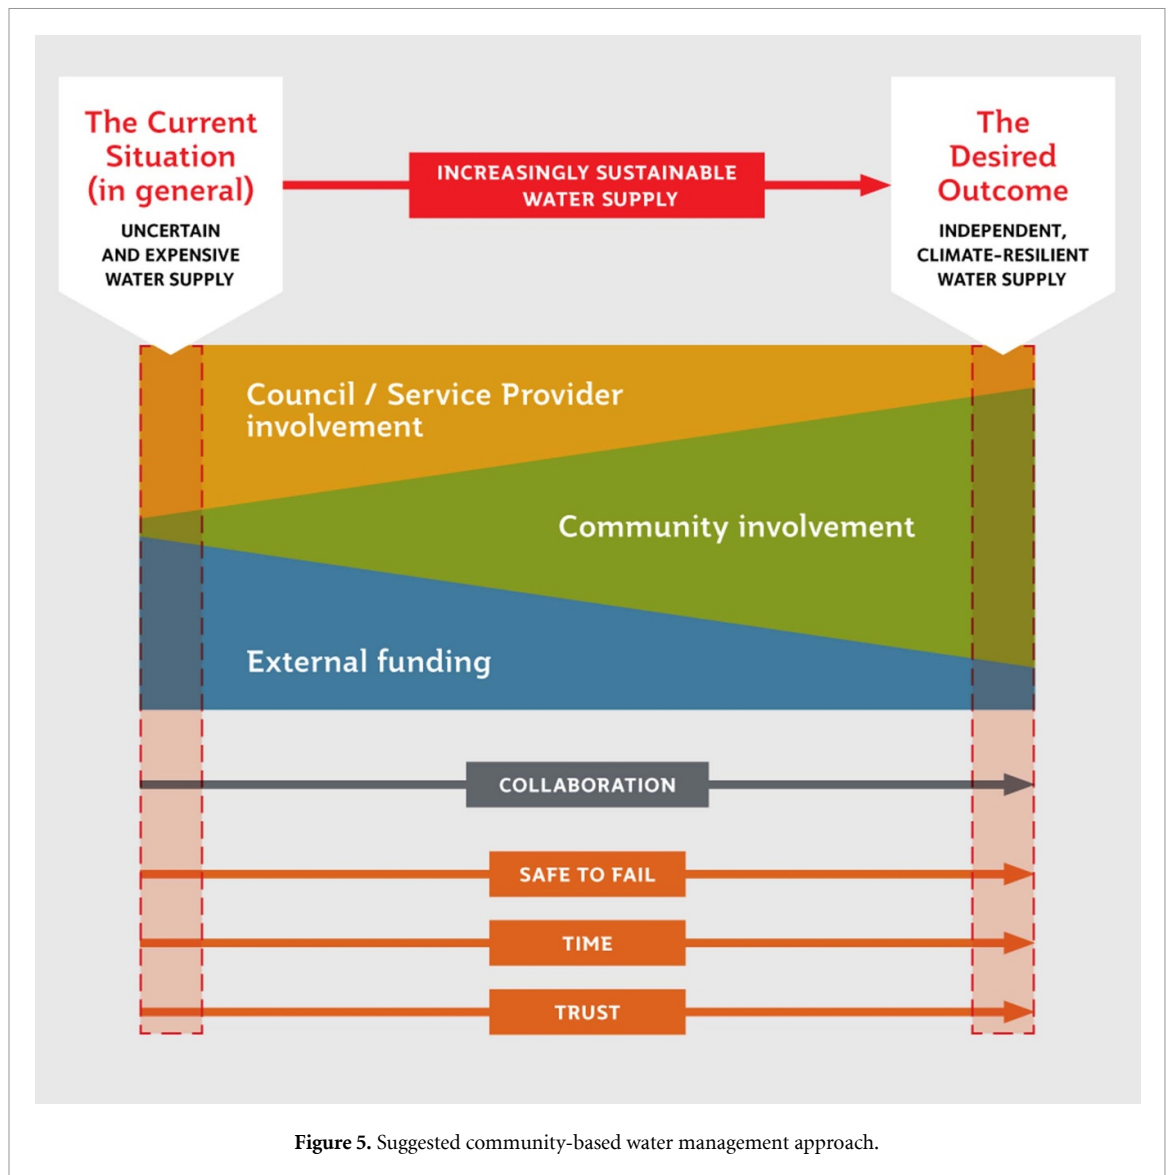 The Current
Situation
(in general)
UNCERTAIN
AND EXPENSIVE
WATER SUPPLY
INCREASINGLY SUSTAINABLE
WATER SUPPLY
The
Desired
Outcome
INDEPENDENT,
CLIMATE-RESILIENT
WATER SUPPLY
Council / Service Provider
involvement
Community involvement
External funding
COLLABORATION
SAFE TO FAIL
TIME
TRUST
Figure 5. Suggested community-based water management approach.